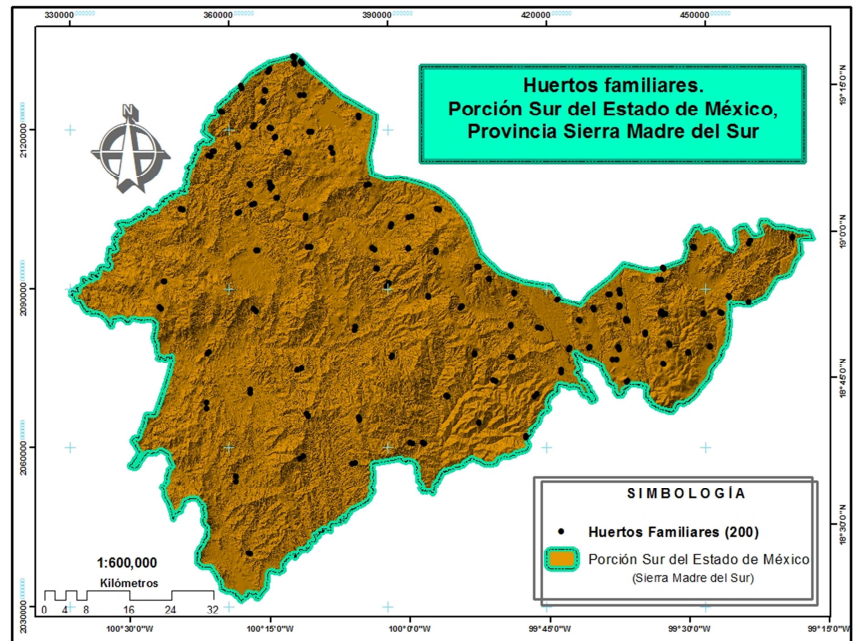 330000 360000 390000 420000 450000
Huertos familiares.
Porción Sur del Estado de México,
Provincia Sierra Madre del Sur
N
2120000
2090000
2060000
2030000
19°15'0"N
19°0'0"N
18°45'0"N
18°30'0"N
SIMBOLOGÍA
Huertos Familiares (200)
Porción Sur del Estado de México
(Sierra Madre del Sur)
1:600,000
Kilómetros
0 4 8 16 24 32
100°30'0"W 100°15'0"W 100°0'0"W 99°45'0"W 99°30'0"W 99°15'0"W